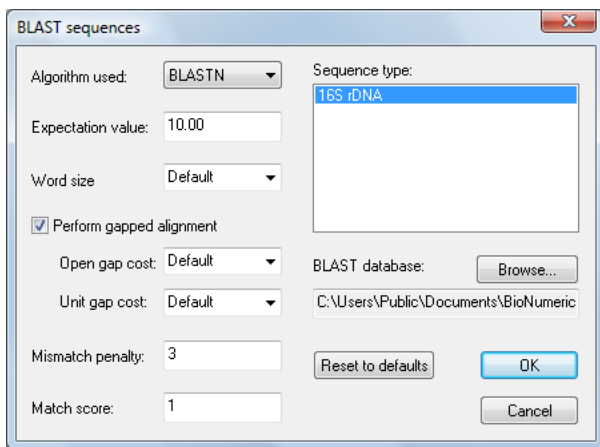 BLAST sequences
Algorithm used: BLASTN
Expectation value: 10.00
Word size Default
Perform gapped alignment
Open gap cost: Default
Unit gap cost: Default
Mismatch penalty: 3
Match score: 1
Sequence type:
16S rDNA
BLAST database: Browse...
C:\Users\Public\Documents\BioNumeric
Reset to defaults OK
Cancel